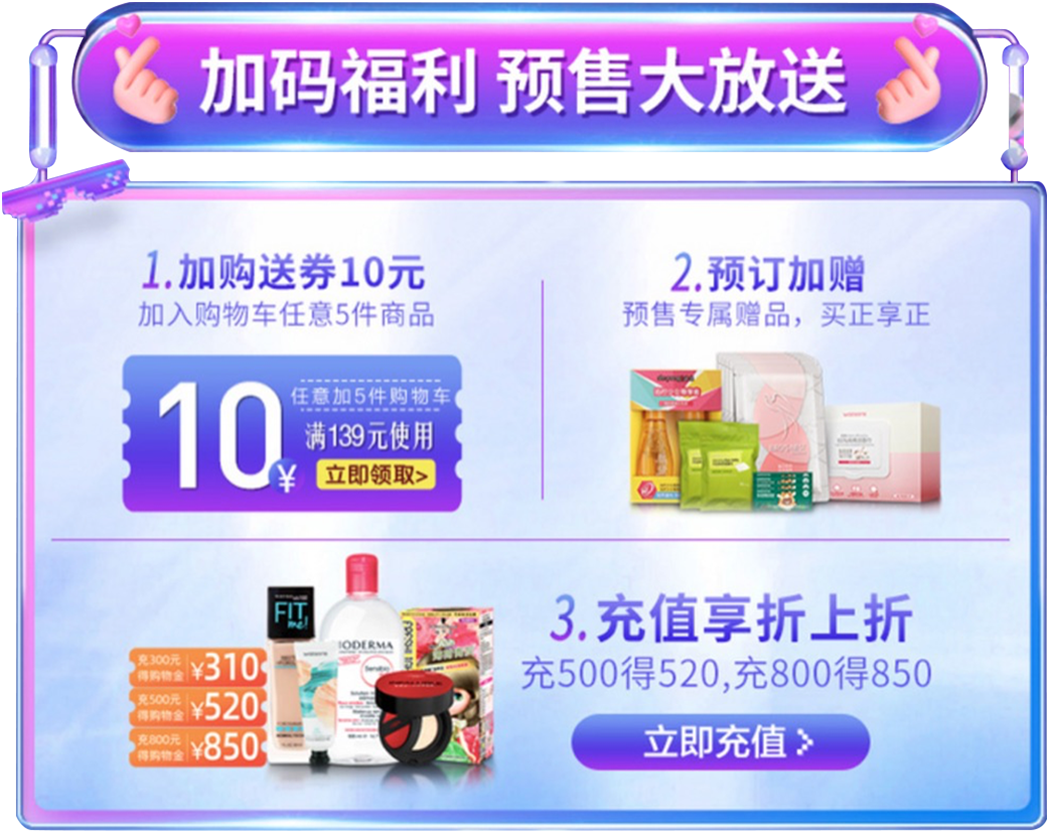 加码福利 预售大放送
1.加购送券10元
加入购物车任意5件商品
10¥
任意加5件购物车
满139元使用
立即领取>
2.预订加赠
预售专属赠品，买正享正
3.充值享折上折
充500得520,充800得850
立即充值>
充300元
得购物金
¥310
充500元
得购物金
¥520
充800元
得购物金
¥850
FIT
me!
IODERMA
Sensibio